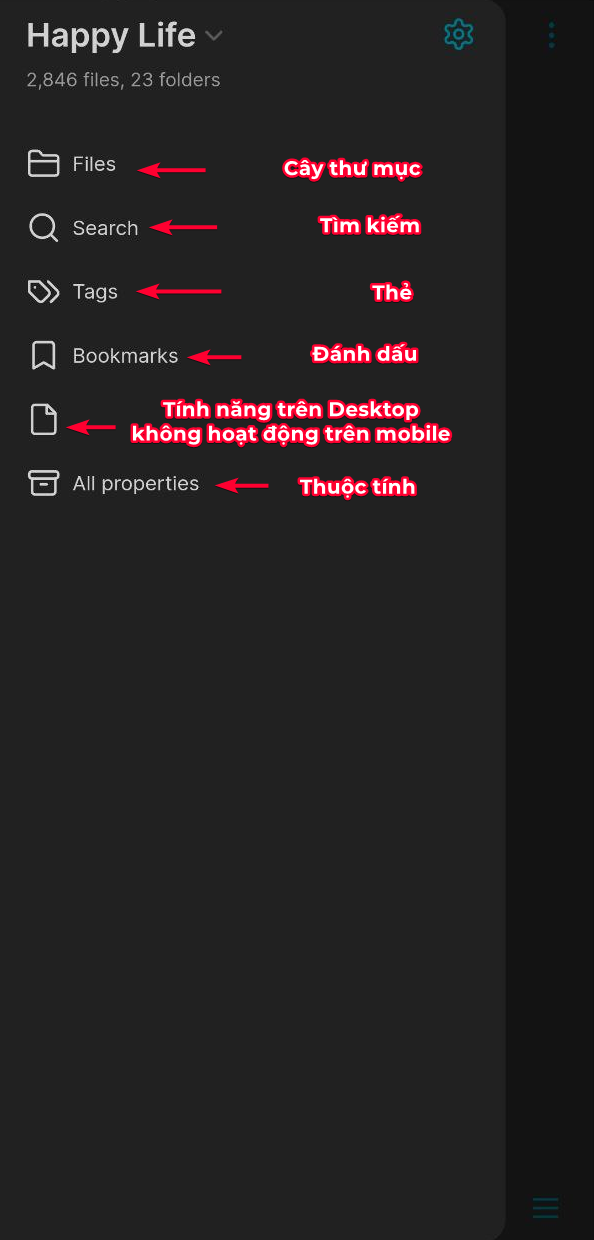 Happy Life
2,846 files, 23 folders
Files
Cây thư mục
Search
Tìm kiếm
Tags
Thẻ
Bookmarks
Đánh dấu
Tính năng trên Desktop
không hoạt động trên mobile
All properties
Thuộc tính